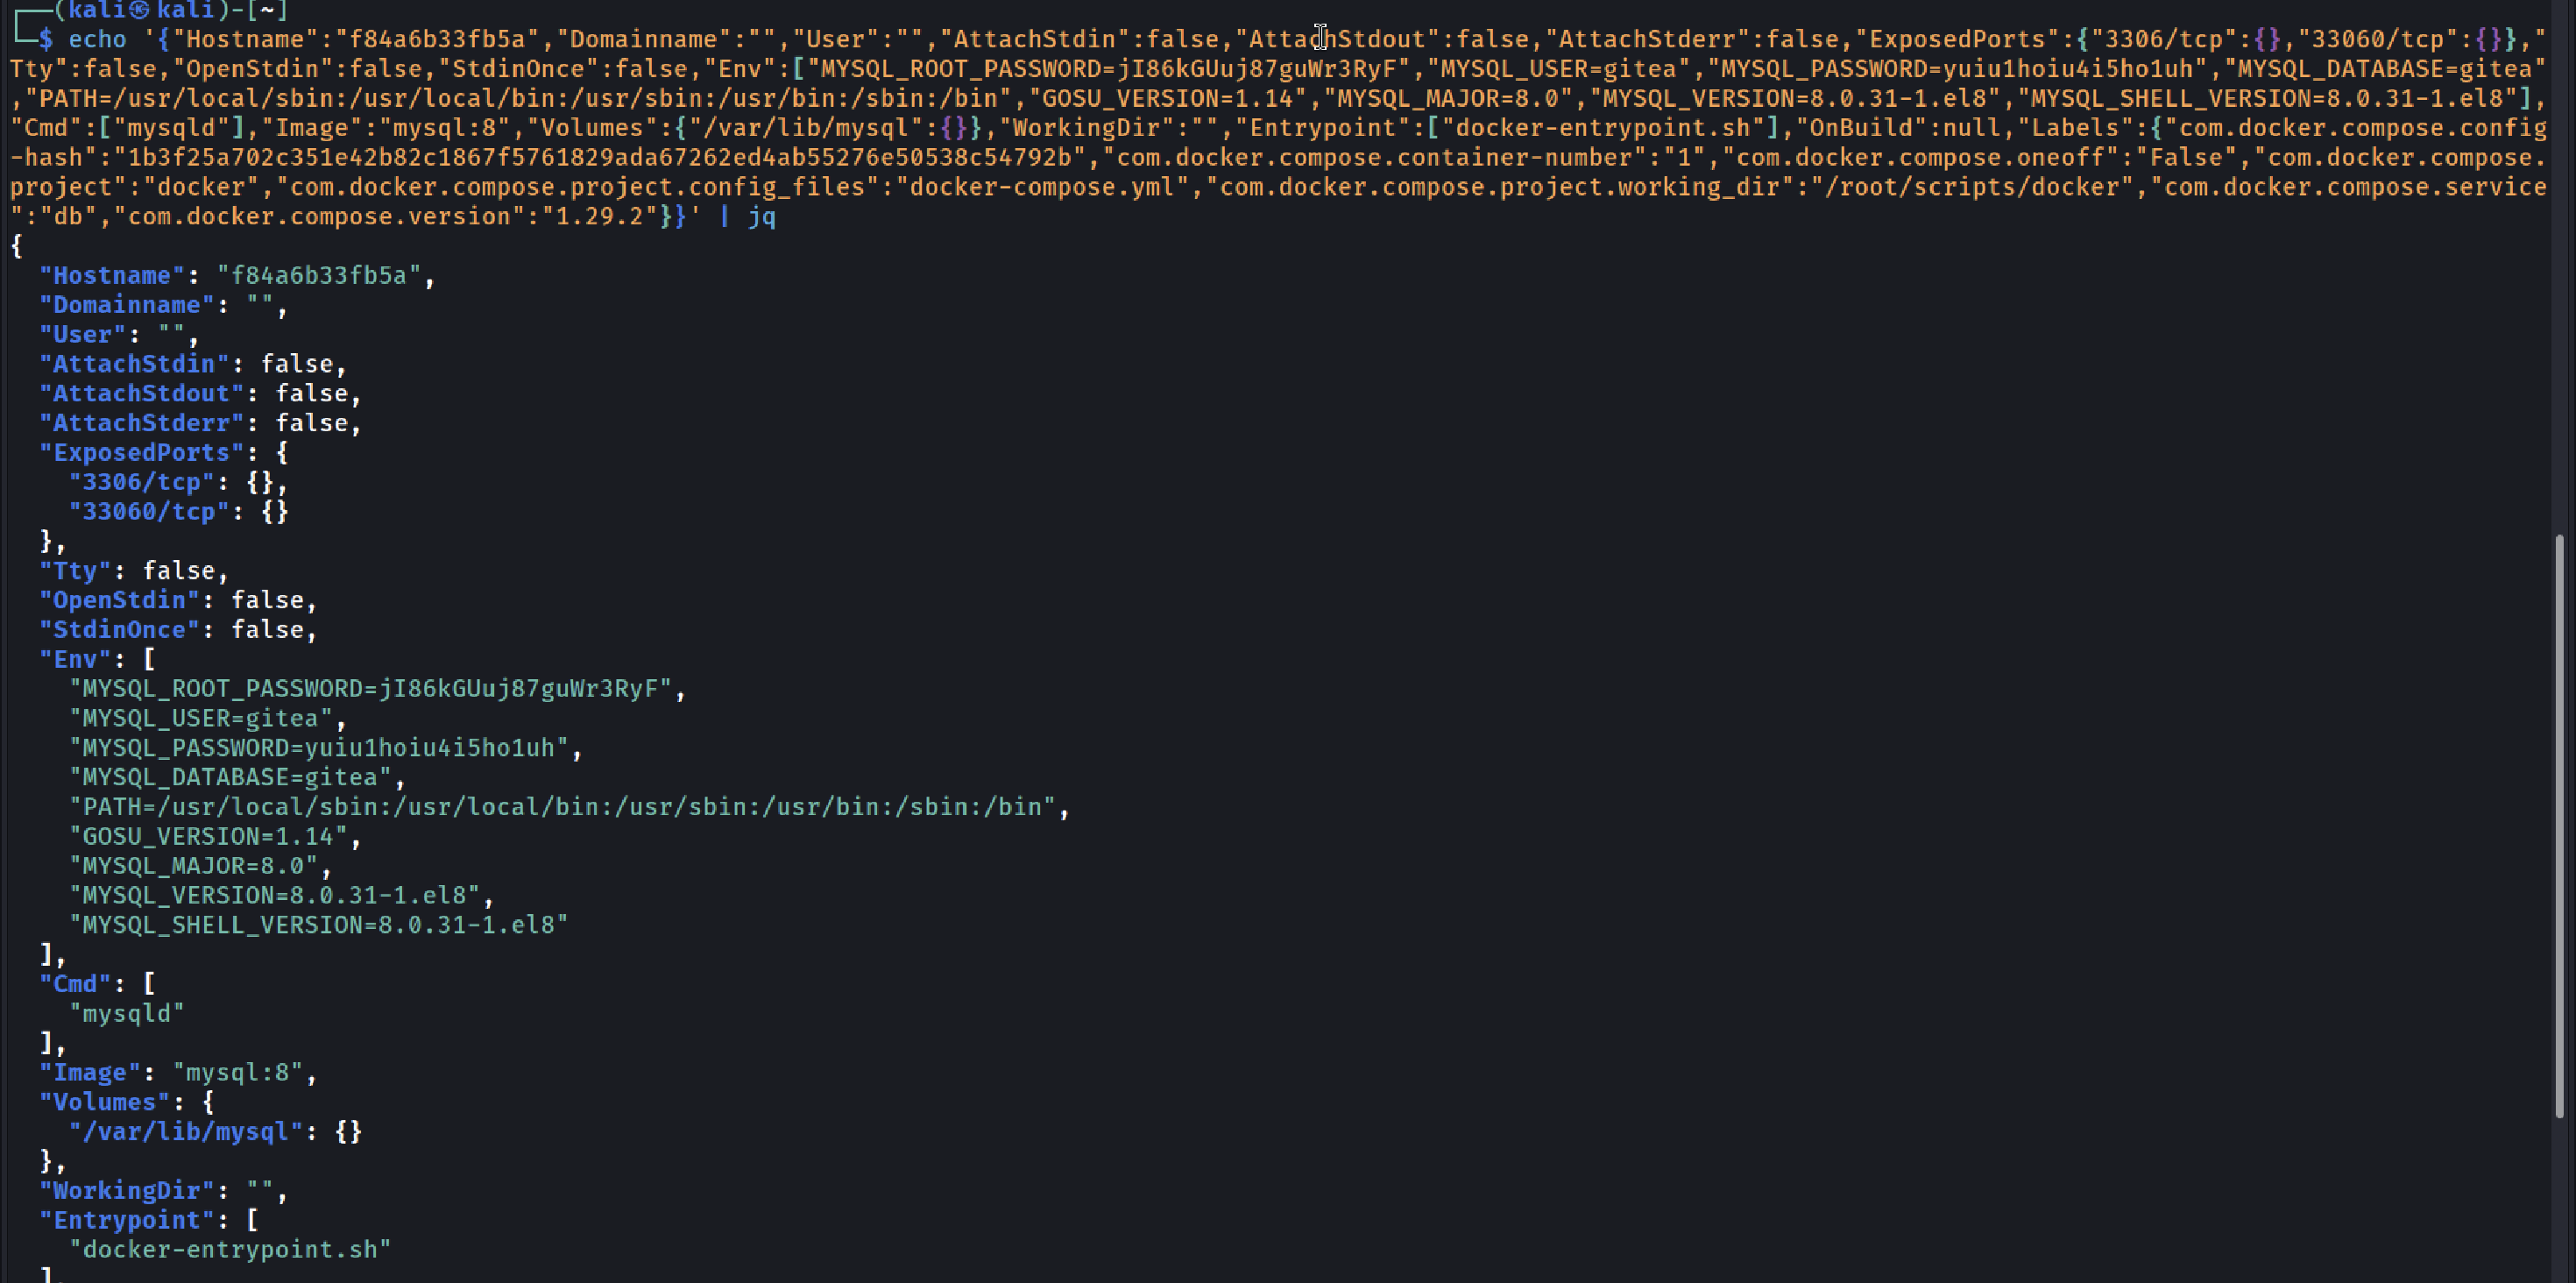 ┌──(kali㉿kali)-[~]
└─$ echo '{"Hostname":"f84a6b33fb5a","Domainname":"","User":"","AttachStdin":false,"AttachStdout":false,"AttachStderr":false,"ExposedPorts":{"3306/tcp":{},"33060/tcp":{}},"
Tty":false,"OpenStdin":false,"StdinOnce":false,"Env":["MYSQL_ROOT_PASSWORD=jI86kGUuj87guWr3RyF","MYSQL_USER=gitea","MYSQL_PASSWORD=yuiu1hoiu4i5ho1uh","MYSQL_DATABASE=gitea"
,"PATH=/usr/local/sbin:/usr/local/bin:/usr/sbin:/usr/bin:/sbin:/bin","GOSU_VERSION=1.14","MYSQL_MAJOR=8.0","MYSQL_VERSION=8.0.31-1.el8","MYSQL_SHELL_VERSION=8.0.31-1.el8"],
"Cmd":["mysqld"],"Image":"mysql:8","Volumes":{"/var/lib/mysql":{}},"WorkingDir":"","Entrypoint":["docker-entrypoint.sh"],"OnBuild":null,"Labels":{"com.docker.compose.config
-hash":"1b3f25a702c351e42b82c1867f5761829ada67262ed4ab55276e50538c54792b","com.docker.compose.container-number":"1","com.docker.compose.oneoff":"False","com.docker.compose.
project":"docker","com.docker.compose.project.config_files":"docker-compose.yml","com.docker.compose.project.working_dir":"/root/scripts/docker","com.docker.compose.service
":"db","com.docker.compose.version":"1.29.2"}}' | jq
{
  "Hostname": "f84a6b33fb5a",
  "Domainname": "",
  "User": "",
  "AttachStdin": false,
  "AttachStdout": false,
  "AttachStderr": false,
  "ExposedPorts": {
    "3306/tcp": {},
    "33060/tcp": {}
  },
  "Tty": false,
  "OpenStdin": false,
  "StdinOnce": false,
  "Env": [
    "MYSQL_ROOT_PASSWORD=jI86kGUuj87guWr3RyF",
    "MYSQL_USER=gitea",
    "MYSQL_PASSWORD=yuiu1hoiu4i5ho1uh",
    "MYSQL_DATABASE=gitea",
    "PATH=/usr/local/sbin:/usr/local/bin:/usr/sbin:/usr/bin:/sbin:/bin",
    "GOSU_VERSION=1.14",
    "MYSQL_MAJOR=8.0",
    "MYSQL_VERSION=8.0.31-1.el8",
    "MYSQL_SHELL_VERSION=8.0.31-1.el8"
  ],
  "Cmd": [
    "mysqld"
  ],
  "Image": "mysql:8",
  "Volumes": {
    "/var/lib/mysql": {}
  },
  "WorkingDir": "",
  "Entrypoint": [
    "docker-entrypoint.sh"
  ],